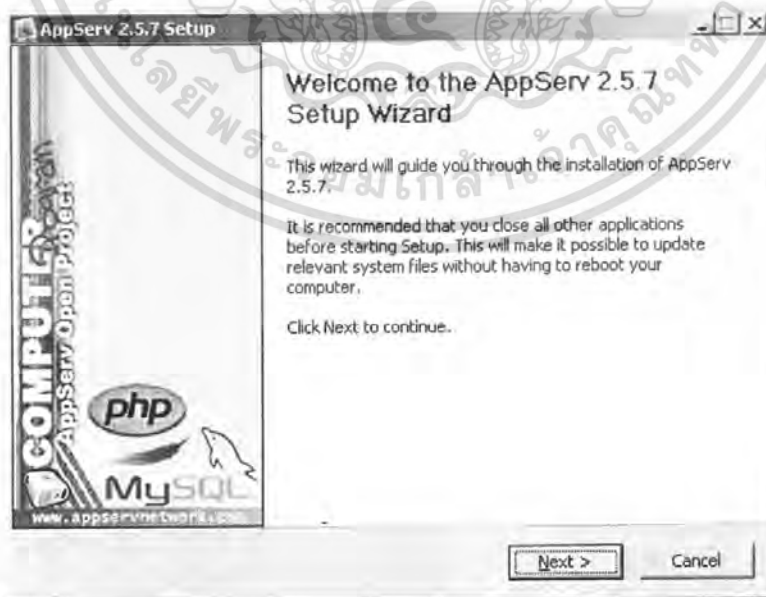 AppServ 2.5.7 Setup
Welcome to the AppServ 2.5.7
Setup Wizard
This wizard will guide you through the installation of AppServ
2.5.7.
It is recommended that you close all other applications
before starting Setup. This will make it possible to update
relevant system files without having to reboot your
computer.
Click Next to continue.
COMPUTER
Program
AppServ Open Project
php
MySQL
www.appservnetwork.com
Next >
Cancel